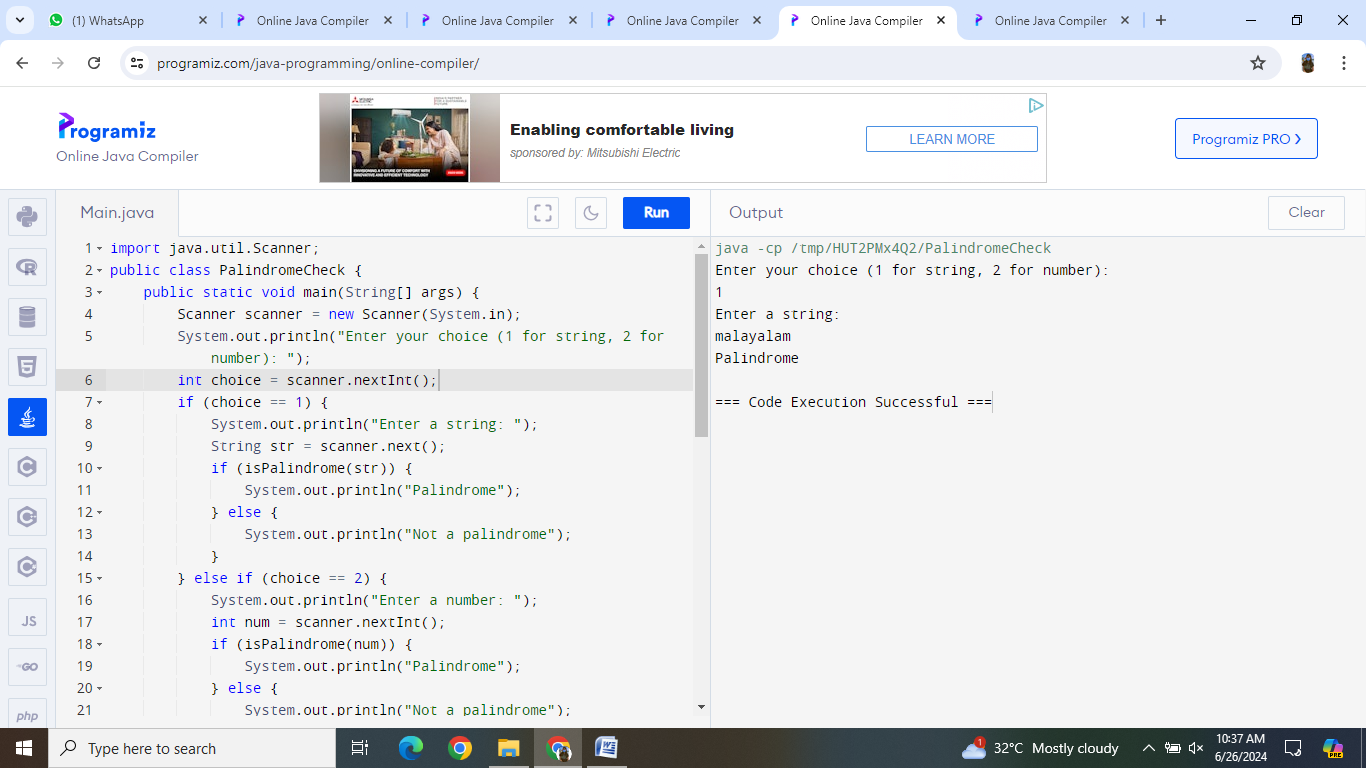 (1) WhatsApp
Online Java Compiler
Online Java Compiler
Online Java Compiler
Online Java Compiler
Online Java Compiler
programiz.com/java-programming/online-compiler/
Programiz
Online Java Compiler
Enabling comfortable living
sponsored by: Mitsubishi Electric
LEARN MORE
Programiz PRO >
Main.java
Run
Output
Clear
1 import java.util.Scanner;
2 public class PalindromeCheck {
3 public static void main(String[] args) {
4 Scanner scanner = new Scanner(System.in);
5 System.out.println("Enter your choice (1 for string, 2 for
number): ");
6 int choice = scanner.nextInt();
7 if (choice == 1) {
8 System.out.println("Enter a string: ");
9 String str = scanner.next();
10 if (isPalindrome(str)) {
11 System.out.println("Palindrome");
12 } else {
13 System.out.println("Not a palindrome");
14 }
15 } else if (choice == 2) {
16 System.out.println("Enter a number: ");
17 int num = scanner.nextInt();
18 if (isPalindrome(num)) {
19 System.out.println("Palindrome");
20 } else {
21 System.out.println("Not a palindrome");
java -cp /tmp/HUT2PMx4Q2/PalindromeCheck
Enter your choice (1 for string, 2 for number):
1
Enter a string:
malayalam
Palindrome
=== Code Execution Successful ===
JS
GO
php
Type here to search
1
32°C Mostly cloudy
10:37 AM
6/26/2024
PRE